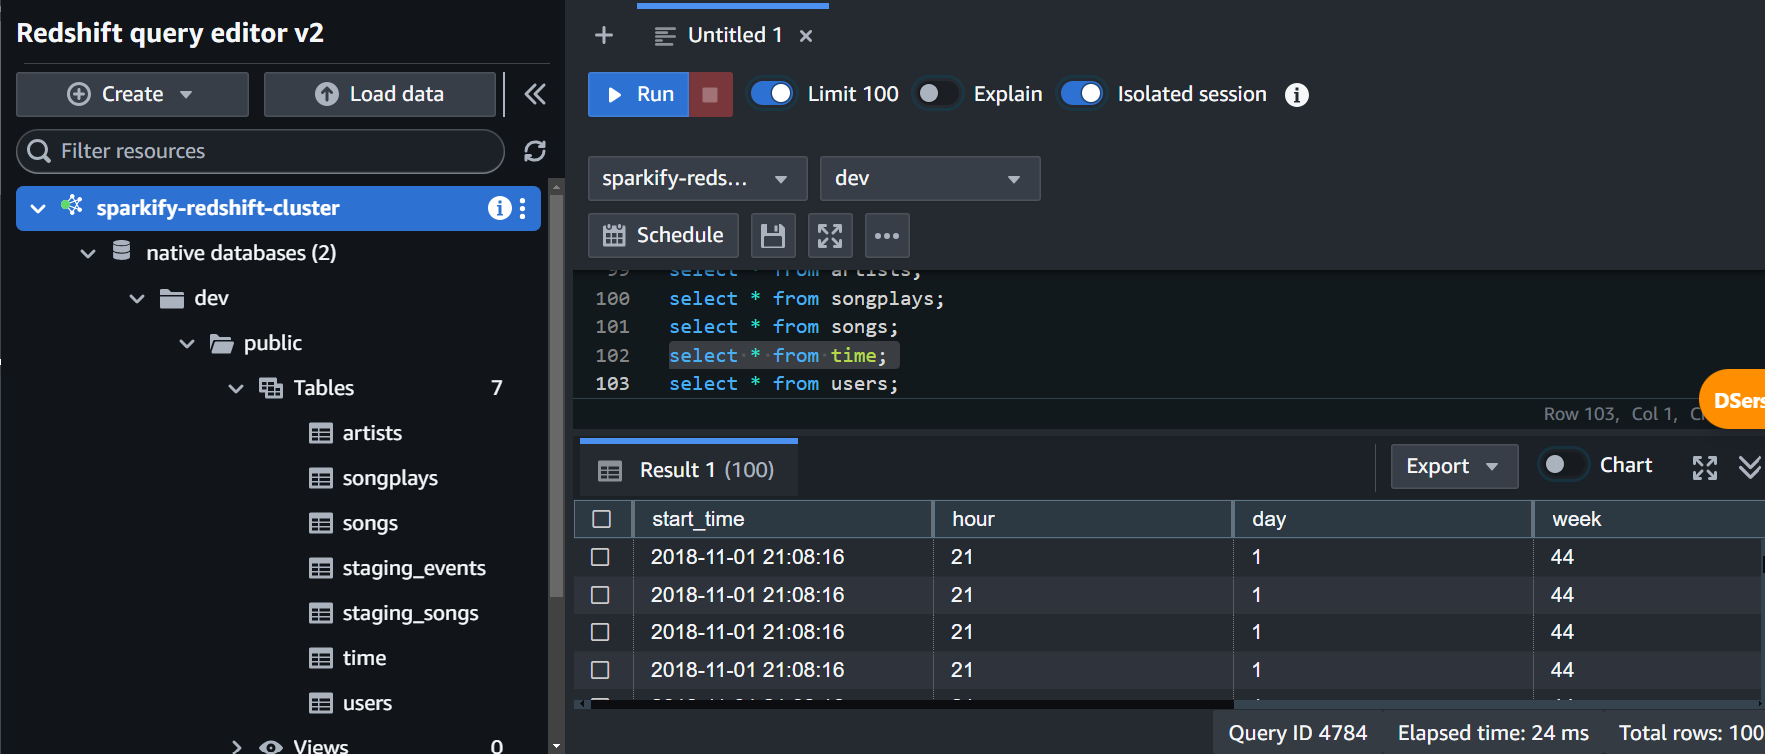 Redshift query editor v2
Create
Load data
Filter resources
sparkify-redshift-cluster
native databases (2)
dev
public
Tables 7
artists
songplays
songs
staging_events
staging_songs
time
users
Views 0
Untitled 1
Run
Limit 100
Explain
Isolated session
sparkify-reds...
dev
Schedule
99 select * from artists;
100 select * from songplays;
101 select * from songs;
102 select * from time;
103 select * from users;
Row 103, Col 1,
DSers
Result 1 (100)
Export
Chart
start_time hour day week
2018-11-01 21:08:16 21 1 44
2018-11-01 21:08:16 21 1 44
2018-11-01 21:08:16 21 1 44
2018-11-01 21:08:16 21 1 44
Query ID 4784 Elapsed time: 24 ms Total rows: 100